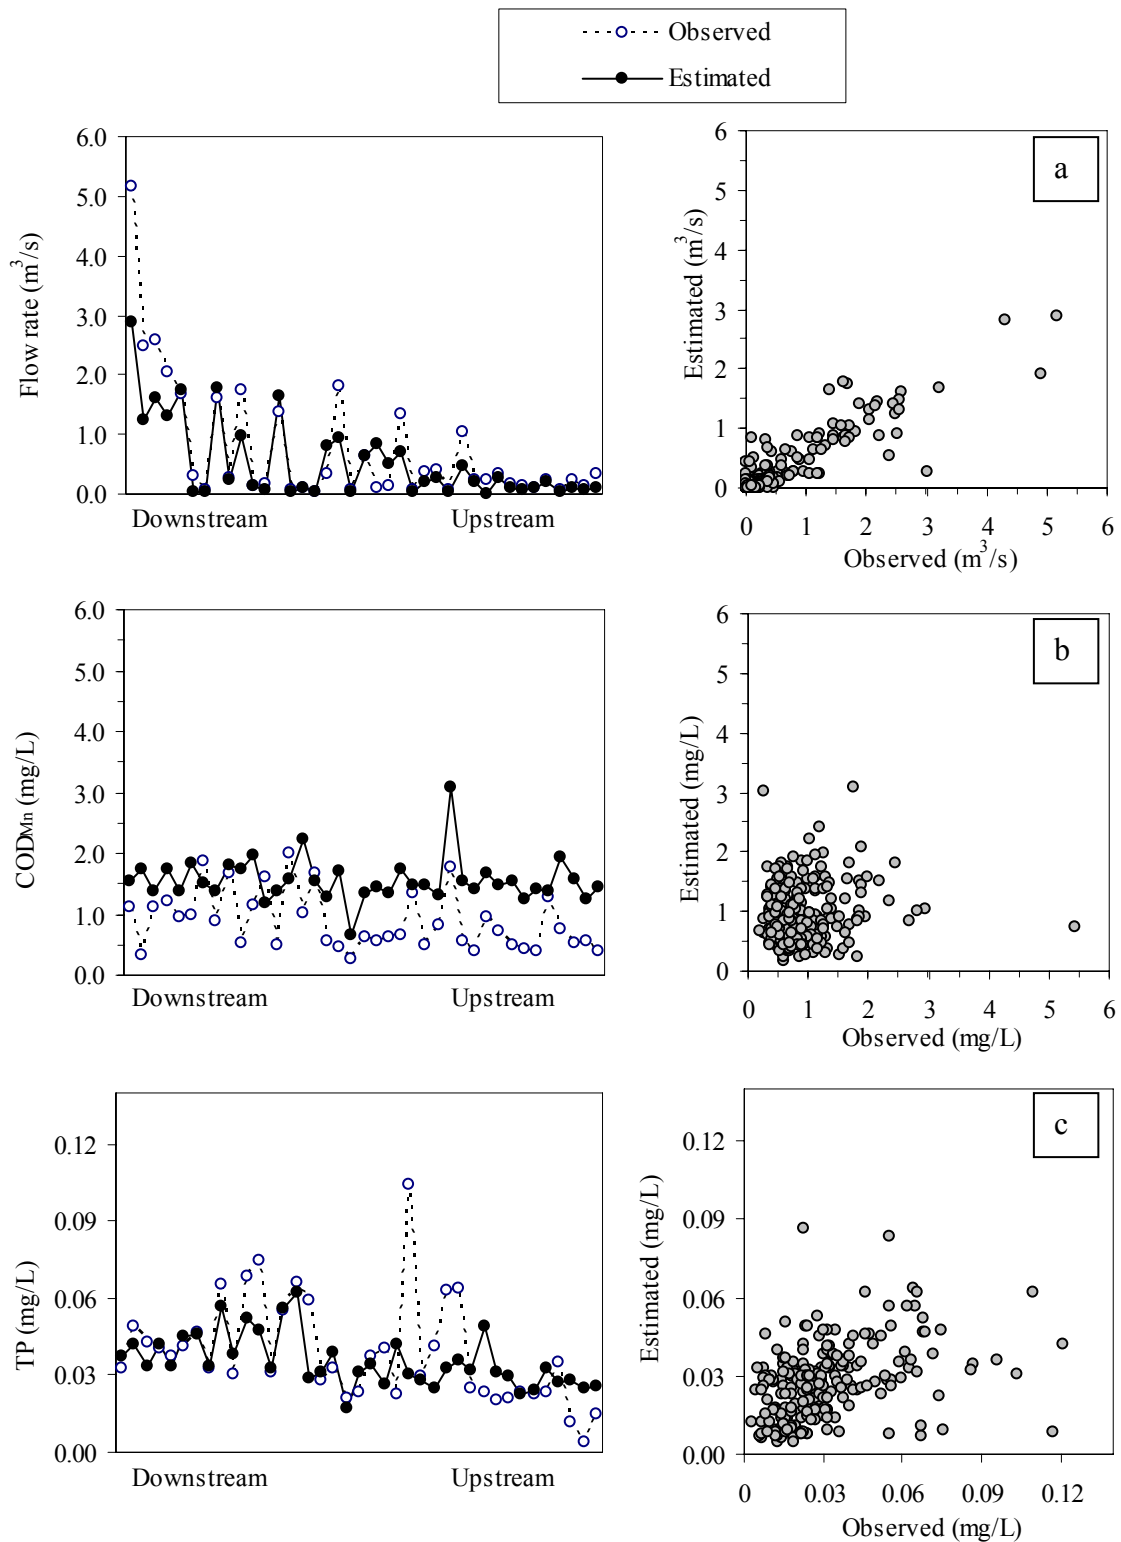 Observed
Estimated
6.0
5.0
4.0
3.0
2.0
1.0
0.0
Flow rate (m³/s)
Downstream
Upstream
a
6
5
4
3
2
1
0
Estimated (m³/s)
0 1 2 3 4 5 6
Observed (m³/s)
6.0
5.0
4.0
3.0
2.0
1.0
0.0
CODMn (mg/L)
Downstream
Upstream
b
6
5
4
3
2
1
0
Estimated (mg/L)
0 1 2 3 4 5 6
Observed (mg/L)
0.12
0.09
0.06
0.03
0.00
TP (mg/L)
Downstream
Upstream
c
0.12
0.09
0.06
0.03
0.00
Estimated (mg/L)
0 0.03 0.06 0.09 0.12
Observed (mg/L)